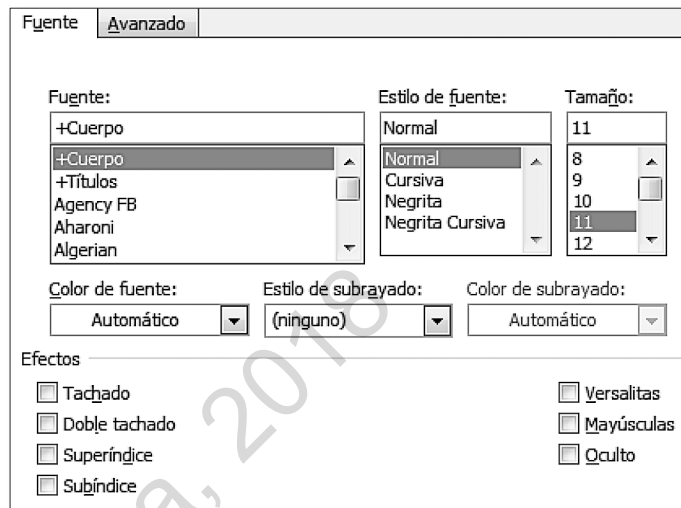 Fuente Avanzado
Fuente: Estilo de fuente: Tamaño:
+Cuerpo Normal 11
+Cuerpo Normal 8
+Títulos Cursiva 9
Agency FB Negrita 10
Aharoni Negrita Cursiva 11
Algerian 12
Color de fuente: Estilo de subrayado: Color de subrayado:
Automático (ninguno) Automático
Efectos
Tachado Versalitas
Doble tachado Mayúsculas
Superíndice Oculto
Subíndice
a, 2018